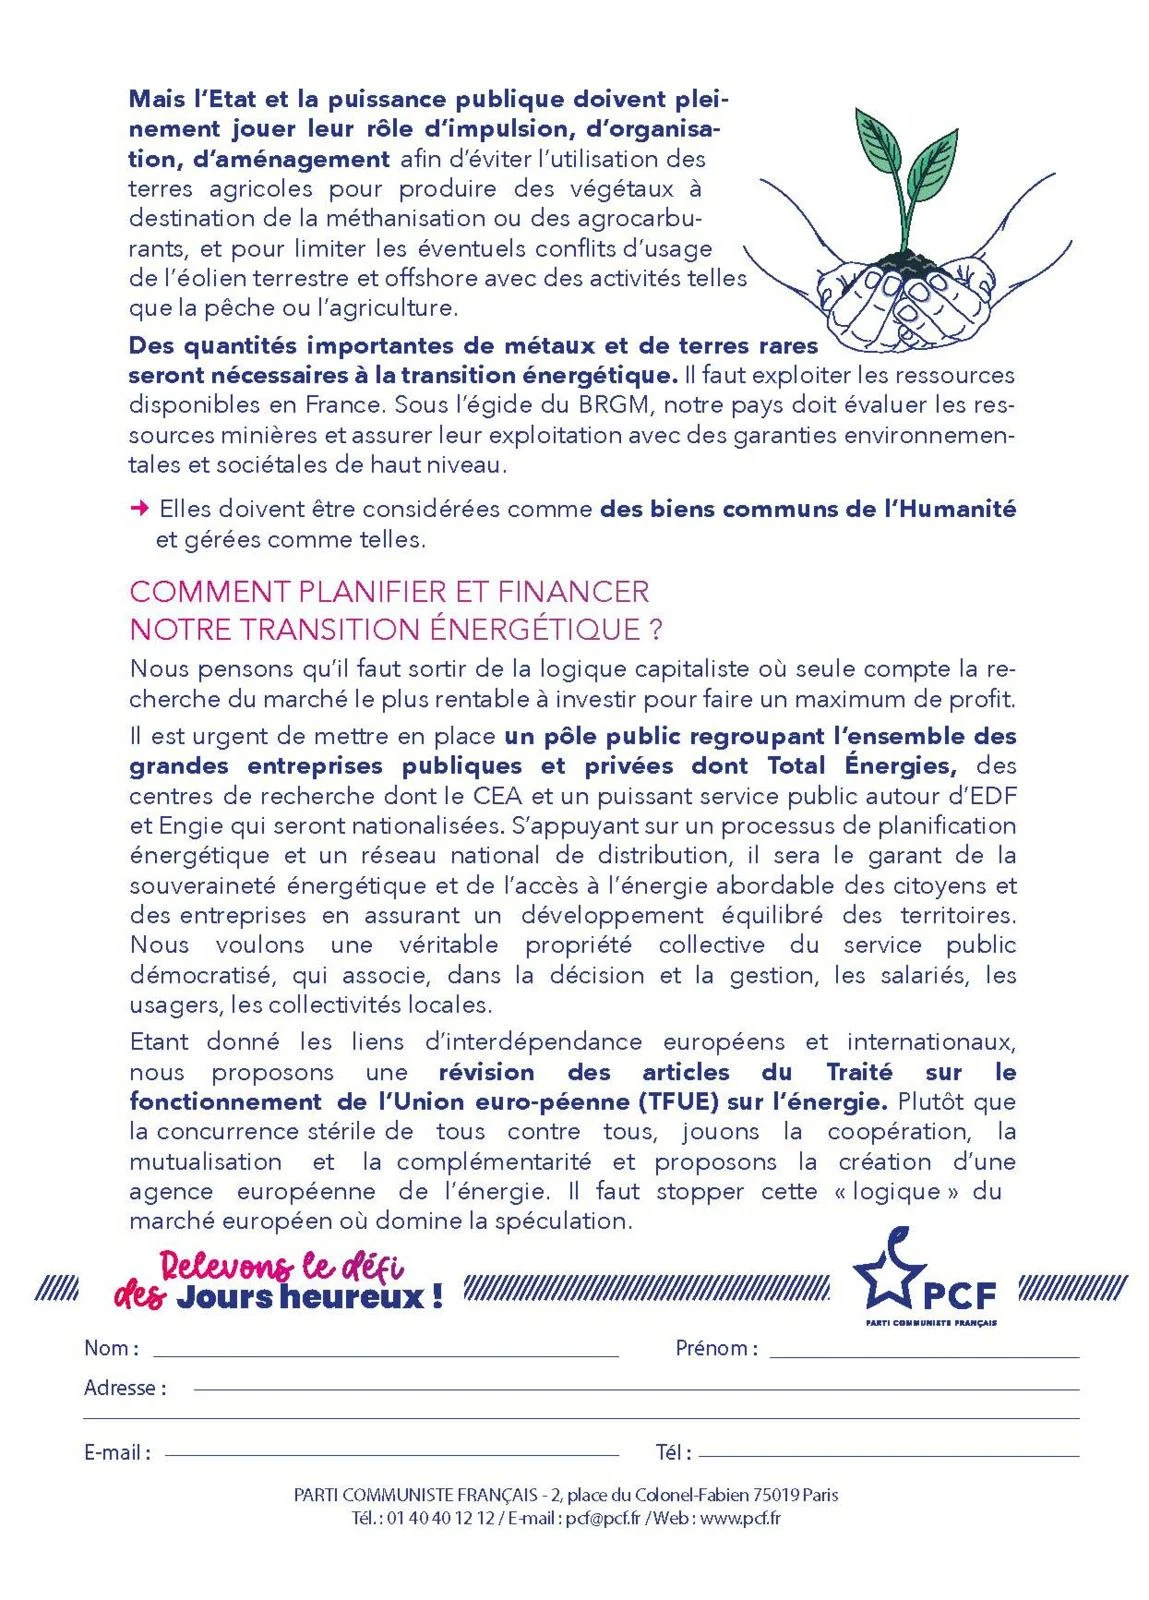 Mais l’Etat et la puissance publique doivent plei-
nement jouer leur rôle d’impulsion, d’organisa-
tion, d’aménagement afin d’éviter l’utilisation des
terres agricoles pour produire des végétaux à
destination de la méthanisation ou des agrocarbu-
rants, et pour limiter les éventuels conflits d’usage
de l’éolien terrestre et offshore avec des activités telles
que la pêche ou l’agriculture.
Des quantités importantes de métaux et de terres rares
seront nécessaires à la transition énergétique. Il faut exploiter les ressources
disponibles en France. Sous l’égide du BRGM, notre pays doit évaluer les res-
sources minières et assurer leur exploitation avec des garanties environnemen-
tales et sociétales de haut niveau.
➜ Elles doivent être considérées comme des biens communs de l’Humanité
et gérées comme telles.
COMMENT PLANIFIER ET FINANCER
NOTRE TRANSITION ÉNERGÉTIQUE ?
Nous pensons qu’il faut sortir de la logique capitaliste où seule compte la re-
cherche du marché le plus rentable à investir pour faire un maximum de profit.
Il est urgent de mettre en place un pôle public regroupant l’ensemble des
grandes entreprises publiques et privées dont Total Énergies, des
centres de recherche dont le CEA et un puissant service public autour d’EDF
et Engie qui seront nationalisées. S’appuyant sur un processus de planification
énergétique et un réseau national de distribution, il sera le garant de la
souveraineté énergétique et de l’accès à l’énergie abordable des citoyens et
des entreprises en assurant un développement équilibré des territoires.
Nous voulons une véritable propriété collective du service public
démocratisé, qui associe, dans la décision et la gestion, les salariés, les
usagers, les collectivités locales.
Etant donné les liens d’interdépendance européens et internationaux,
nous proposons une révision des articles du Traité sur le
fonctionnement de l’Union euro-péenne (TFUE) sur l’énergie. Plutôt que
la concurrence stérile de tous contre tous, jouons la coopération, la
mutualisation et la complémentarité et proposons la création d’une
agence européenne de l’énergie. Il faut stopper cette « logique » du
marché européen où domine la spéculation.
Relevons le défi
des Jours heureux !
PCF
PARTI COMMUNISTE FRANÇAIS
Nom : Prénom :
Adresse :
E-mail : Tél :
PARTI COMMUNISTE FRANÇAIS - 2, place du Colonel-Fabien 75019 Paris
Tél. : 01 40 40 12 12 / E-mail : pcf@pcf.fr / Web : www.pcf.fr